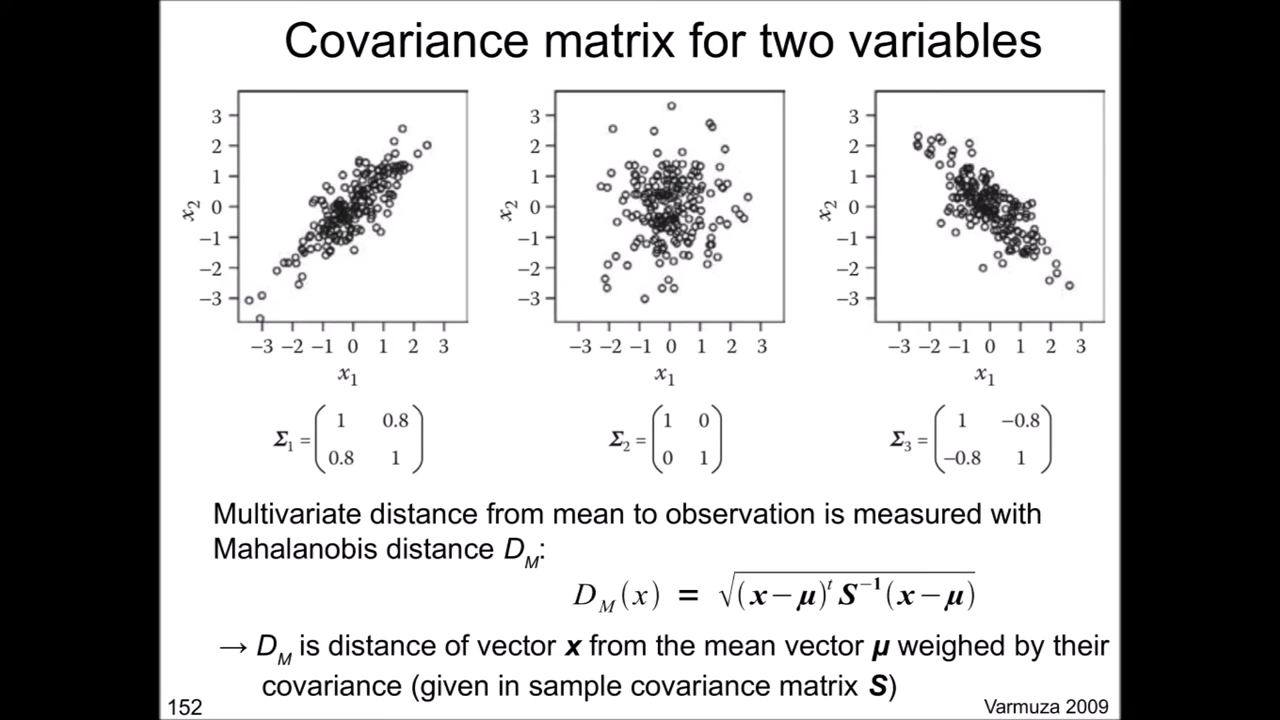 Covariance matrix for two variables
3 2 1 0 −1 −2 −3
x2
−3 −2 −1 0 1 2 3
x1
3 2 1 0 −1 −2 −3
x2
−3 −2 −1 0 1 2 3
x1
3 2 1 0 −1 −2 −3
x2
−3 −2 −1 0 1 2 3
x1
Σ1 = (1 0.8
0.8 1)
Σ2 = (1 0
0 1)
Σ3 = (1 −0.8
−0.8 1)
Multivariate distance from mean to observation is measured with
Mahalanobis distance DM:
DM(x) = √(x−μ)ᵗ S⁻¹(x−μ)
→ DM is distance of vector x from the mean vector μ weighed by their
covariance (given in sample covariance matrix S)
152
Varmuza 2009